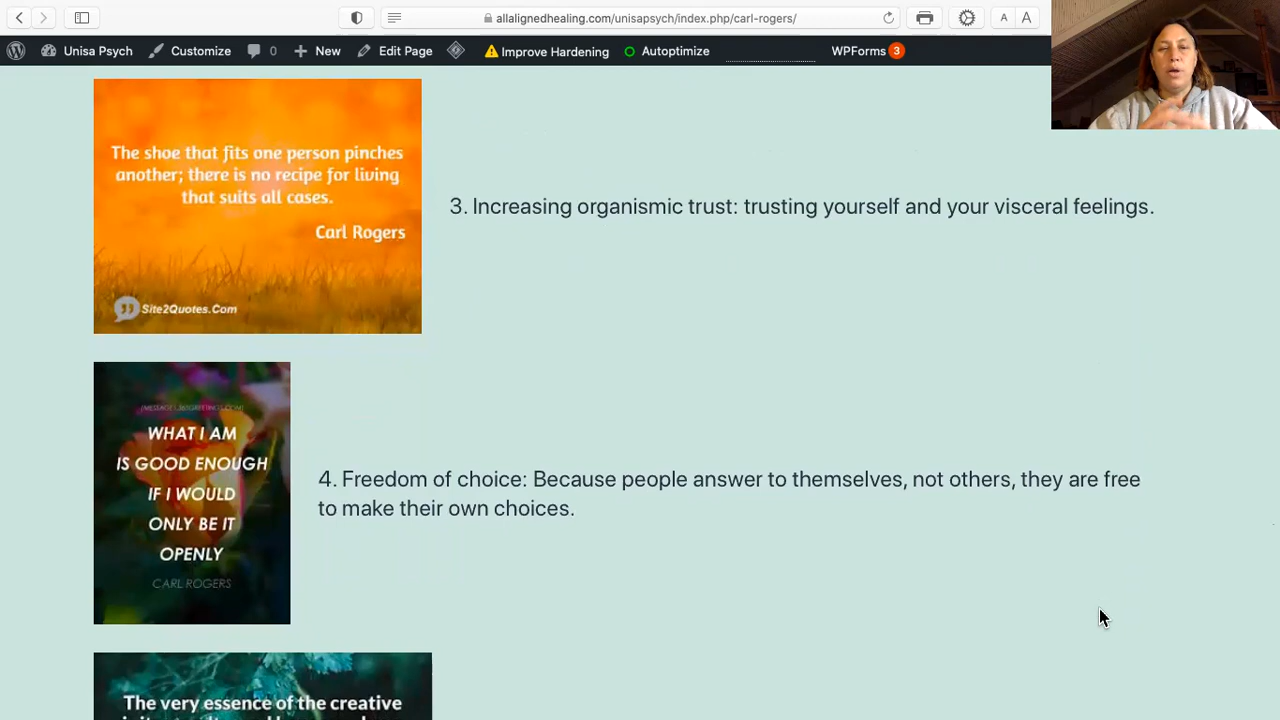 allalignedhealing.com/unisapsych/index.php/carl-rogers/
A A
Unisa Psych Customize 0 New Edit Page Improve Hardening Autoptimize WPForms 3
The shoe that fits one person pinches
another; there is no recipe for living
that suits all cases.
Carl Rogers
Site2Quotes.Com
3. Increasing organismic trust: trusting yourself and your visceral feelings.
WHAT I AM
IS GOOD ENOUGH
IF I WOULD
ONLY BE IT
OPENLY
CARL ROGERS
4. Freedom of choice: Because people answer to themselves, not others, they are free
to make their own choices.
The very essence of the creative